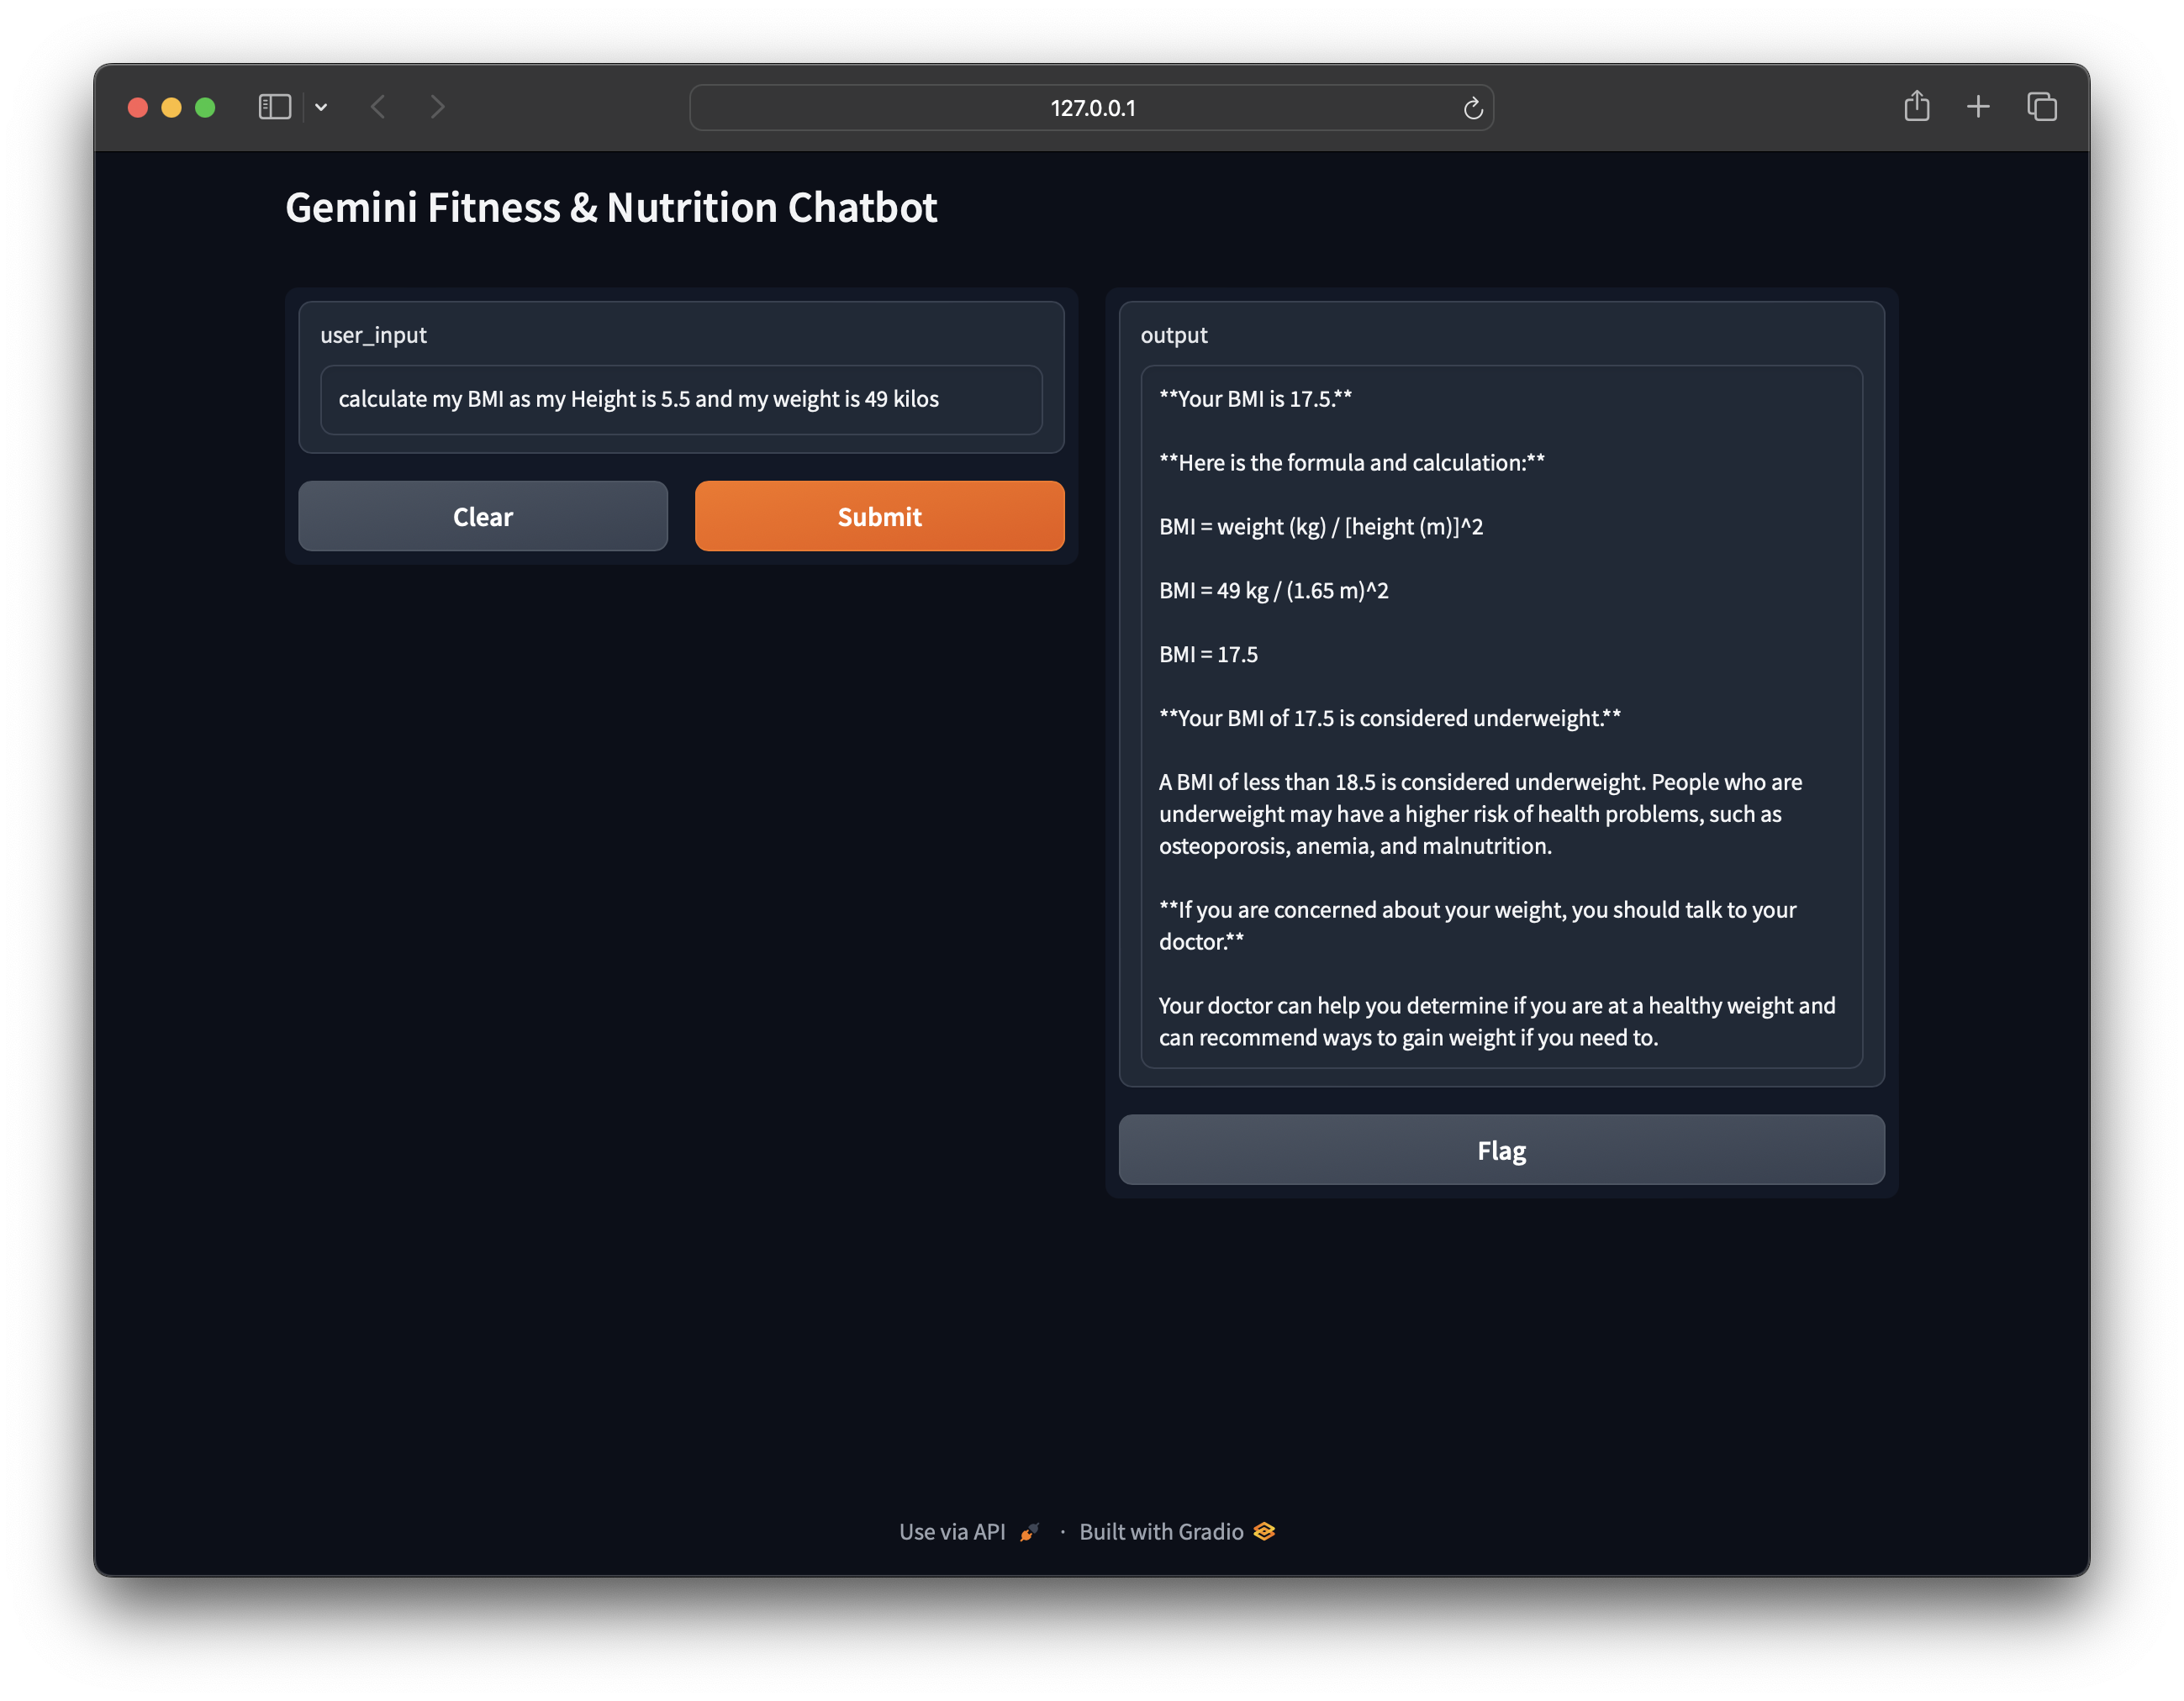 127.0.0.1
Gemini Fitness & Nutrition Chatbot
user_input
calculate my BMI as my Height is 5.5 and my weight is 49 kilos
Clear
Submit
output
**Your BMI is 17.5.**
**Here is the formula and calculation:**
BMI = weight (kg) / [height (m)]^2
BMI = 49 kg / (1.65 m)^2
BMI = 17.5
**Your BMI of 17.5 is considered underweight.**
A BMI of less than 18.5 is considered underweight. People who are
underweight may have a higher risk of health problems, such as
osteoporosis, anemia, and malnutrition.
**If you are concerned about your weight, you should talk to your
doctor.**
Your doctor can help you determine if you are at a healthy weight and
can recommend ways to gain weight if you need to.
Flag
Use via API · Built with Gradio